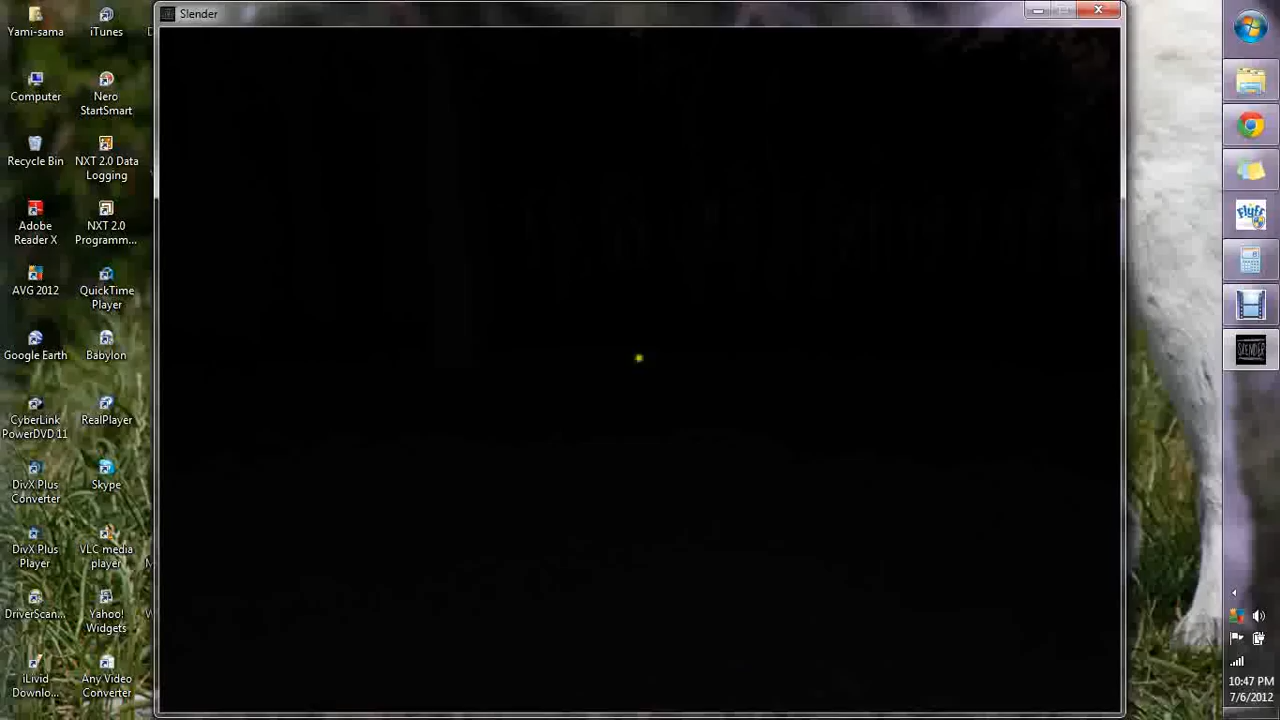 Slender
Yami-sama
iTunes
Computer
Nero
StartSmart
Recycle Bin
NXT 2.0 Data
Logging
Adobe
Reader X
NXT 2.0
Programm...
AVG 2012
QuickTime
Player
Google Earth
Babylon
CyberLink
PowerDVD 11
RealPlayer
DivX Plus
Converter
Skype
DivX Plus
Player
VLC media
player
DriverScan...
Yahoo!
Widgets
iLivid
Downlo...
Any Video
Converter
Flyff
SLENDER
10:47 PM
7/6/2012